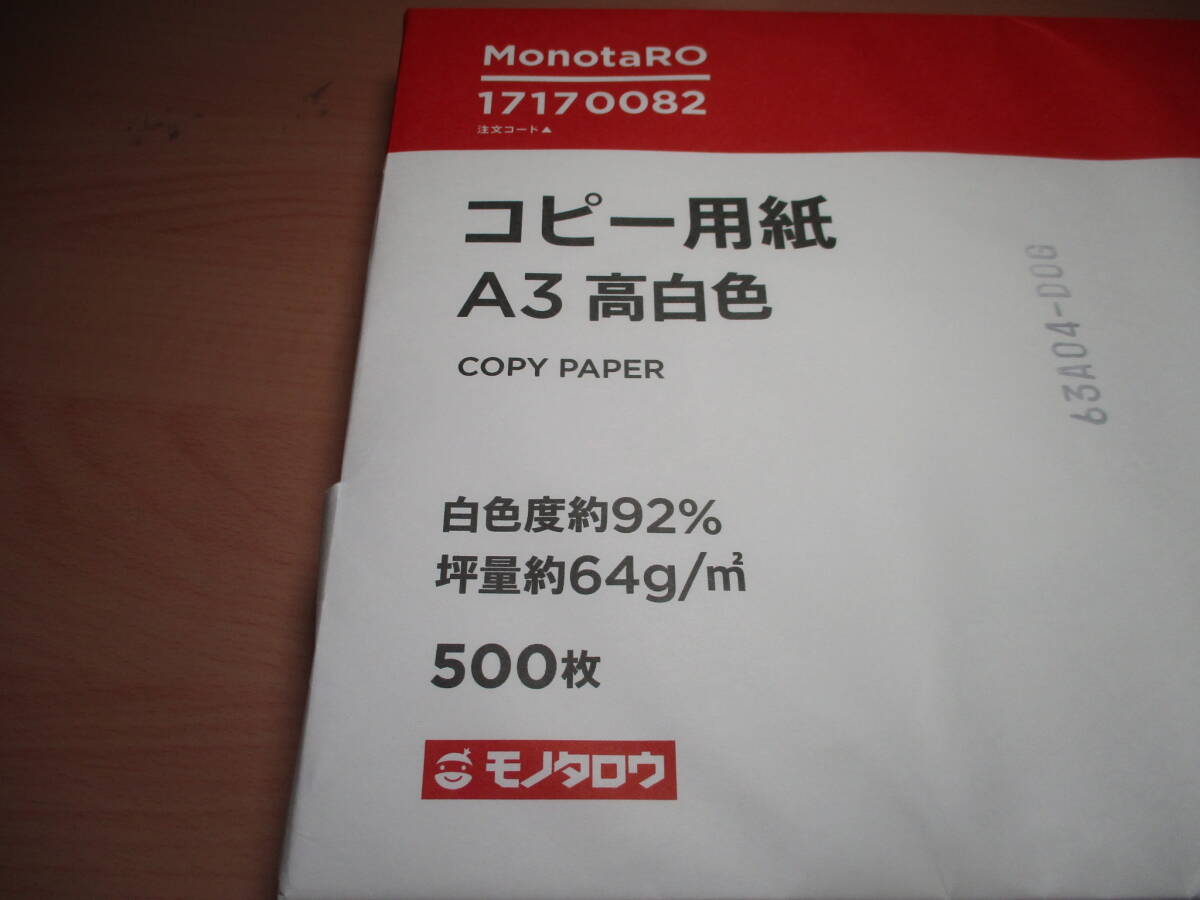 MonotaRO
17170082
注文コード▲
コピー用紙
A3 高白色
COPY PAPER
63A04-D0G
白色度約92%
坪量約64g/㎡
500枚
モノタロウ